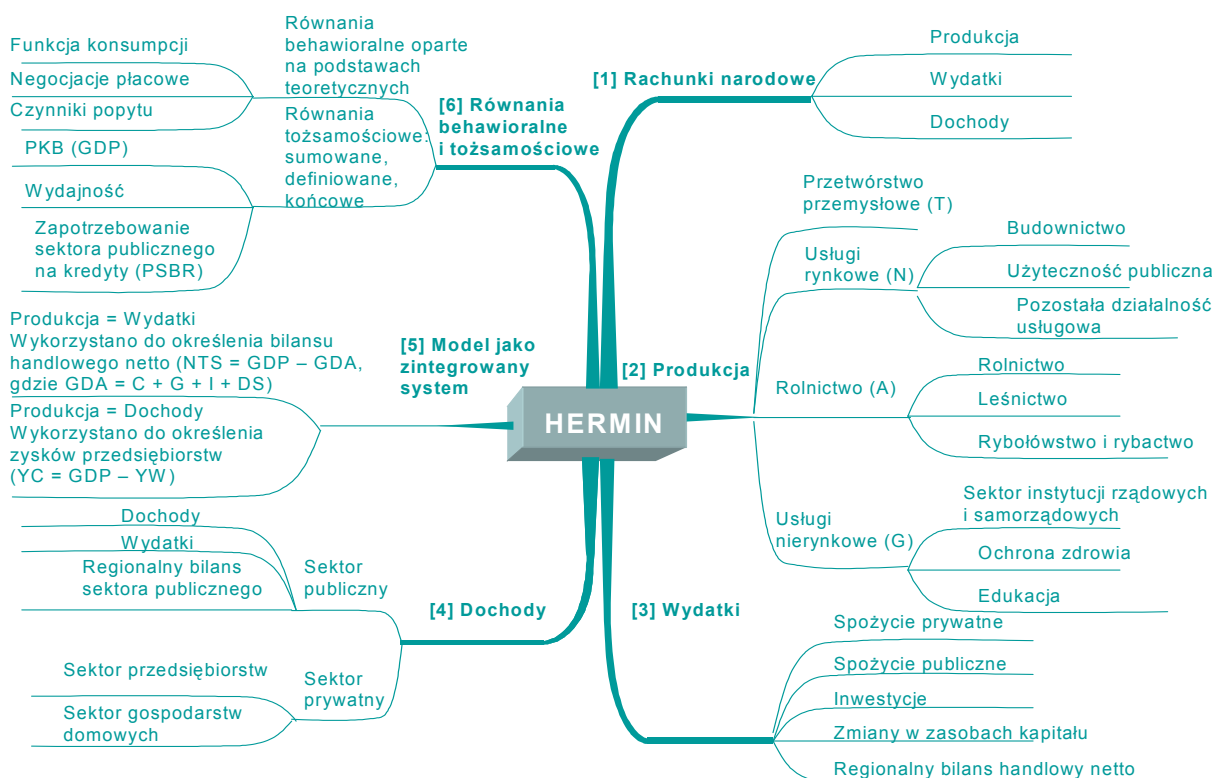 HERMIN
[1] Rachunki narodowe
Produkcja
Wydatki
Dochody
[2] Produkcja
Przetwórstwo
przemysłowe (T)
Usługi
rynkowe (N)
Budownictwo
Użyteczność publiczna
Pozostała działalność
usługowa
Rolnictwo (A)
Rolnictwo
Leśnictwo
Rybołówstwo i rybactwo
Usługi
nierynkowe (G)
Sektor instytucji rządowych
i samorządowych
Ochrona zdrowia
Edukacja
[3] Wydatki
Spożycie prywatne
Spożycie publiczne
Inwestycje
Zmiany w zasobach kapitału
Regionalny bilans handlowy netto
[4] Dochody
Sektor
publiczny
Dochody
Wydatki
Regionalny bilans
sektora publicznego
Sektor
prywatny
Sektor przedsiębiorstw
Sektor gospodarstw
domowych
[5] Model jako
zintegrowany
system
Produkcja = Wydatki
Wykorzystano do określenia bilansu
handlowego netto (NTS = GDP – GDA,
gdzie GDA = C + G + I + DS)
Produkcja = Dochody
Wykorzystano do określenia
zysków przedsiębiorstw
(YC = GDP – YW)
[6] Równania
behawioralne
i tożsamościowe
Równania
behawioralne oparte
na podstawach
teoretycznych
Funkcja konsumpcji
Negocjacje płacowe
Czynniki popytu
Równania
tożsamościowe:
sumowane,
definiowane,
końcowe
PKB (GDP)
Wydajność
Zapotrzebowanie
sektora publicznego
na kredyty (PSBR)